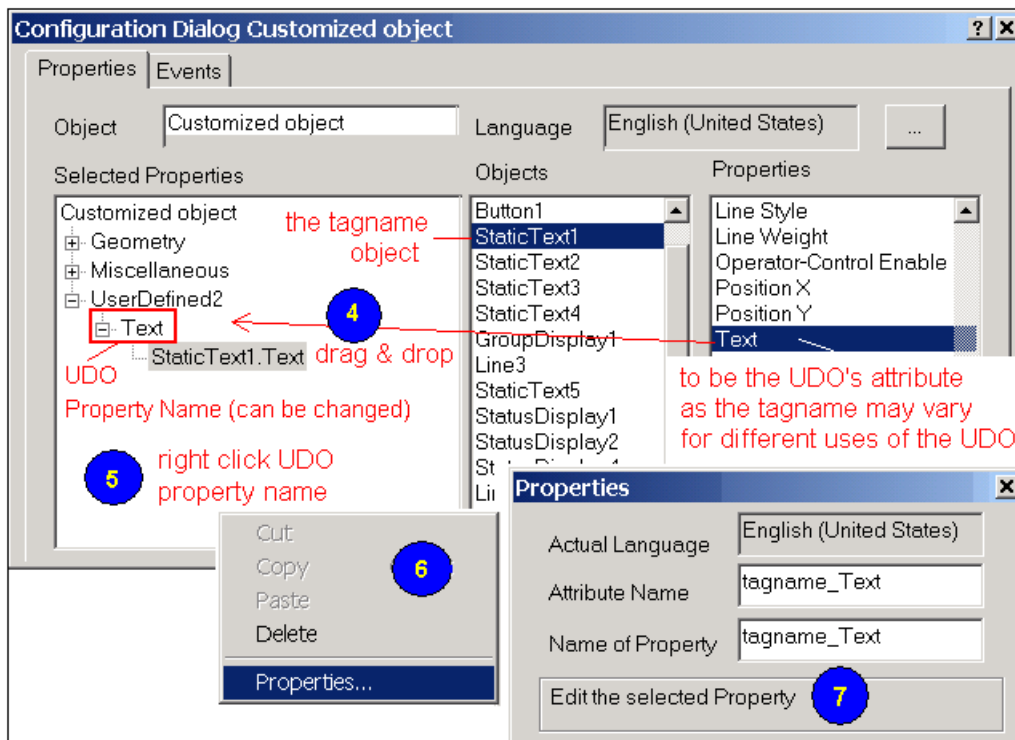 Configuration Dialog Customized object
Properties
Events
Object
Customized object
Language
English (United States)
...
Selected Properties
Objects
Properties
Customized object
Geometry
Miscellaneous
UserDefined2
Text
StaticText1.Text
the tagname
object
4
drag & drop
UDO
Property Name (can be changed)
5
right click UDO
property name
Button1
StaticText1
StaticText2
StaticText3
StaticText4
GroupDisplay1
Line3
StaticText5
StatusDisplay1
StatusDisplay2
Line Style
Line Weight
Operator-Control Enable
Position X
Position Y
Text
to be the UDO's attribute
as the tagname may vary
for different uses of the UDO
Cut
Copy
Paste
Delete
Properties...
6
Properties
Actual Language
English (United States)
Attribute Name
tagname_Text
Name of Property
tagname_Text
Edit the selected Property
7